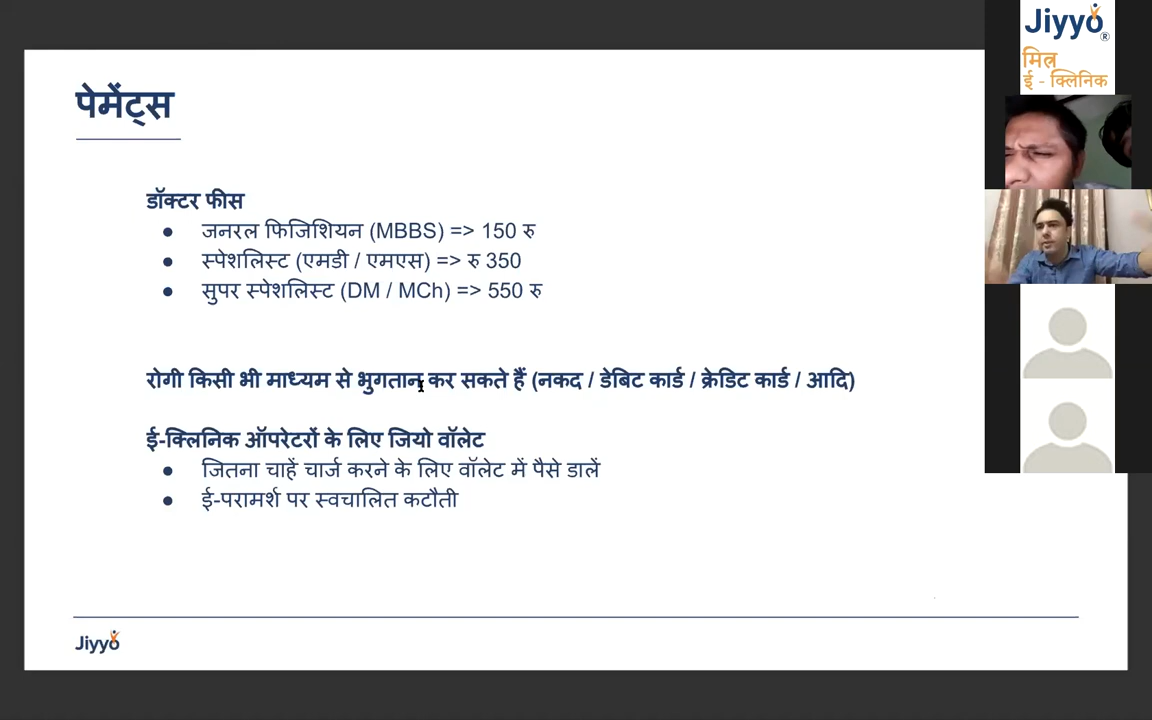 Jiyyo®
मित्र
ई - क्लिनिक
पेमेंट्स
डॉक्टर फीस
● जनरल फिजिशियन (MBBS) => 150 रु
● स्पेशलिस्ट (एमडी / एमएस) => रु 350
● सुपर स्पेशलिस्ट (DM / MCh) => 550 रु
रोगी किसी भी माध्यम से भुगतान कर सकते हैं (नकद / डेबिट कार्ड / क्रेडिट कार्ड / आदि)
ई-क्लिनिक ऑपरेटरों के लिए जियो वॉलेट
● जितना चाहें चार्ज करने के लिए वॉलेट में पैसे डालें
● ई-परामर्श पर स्वचालित कटौती
Jiyyo